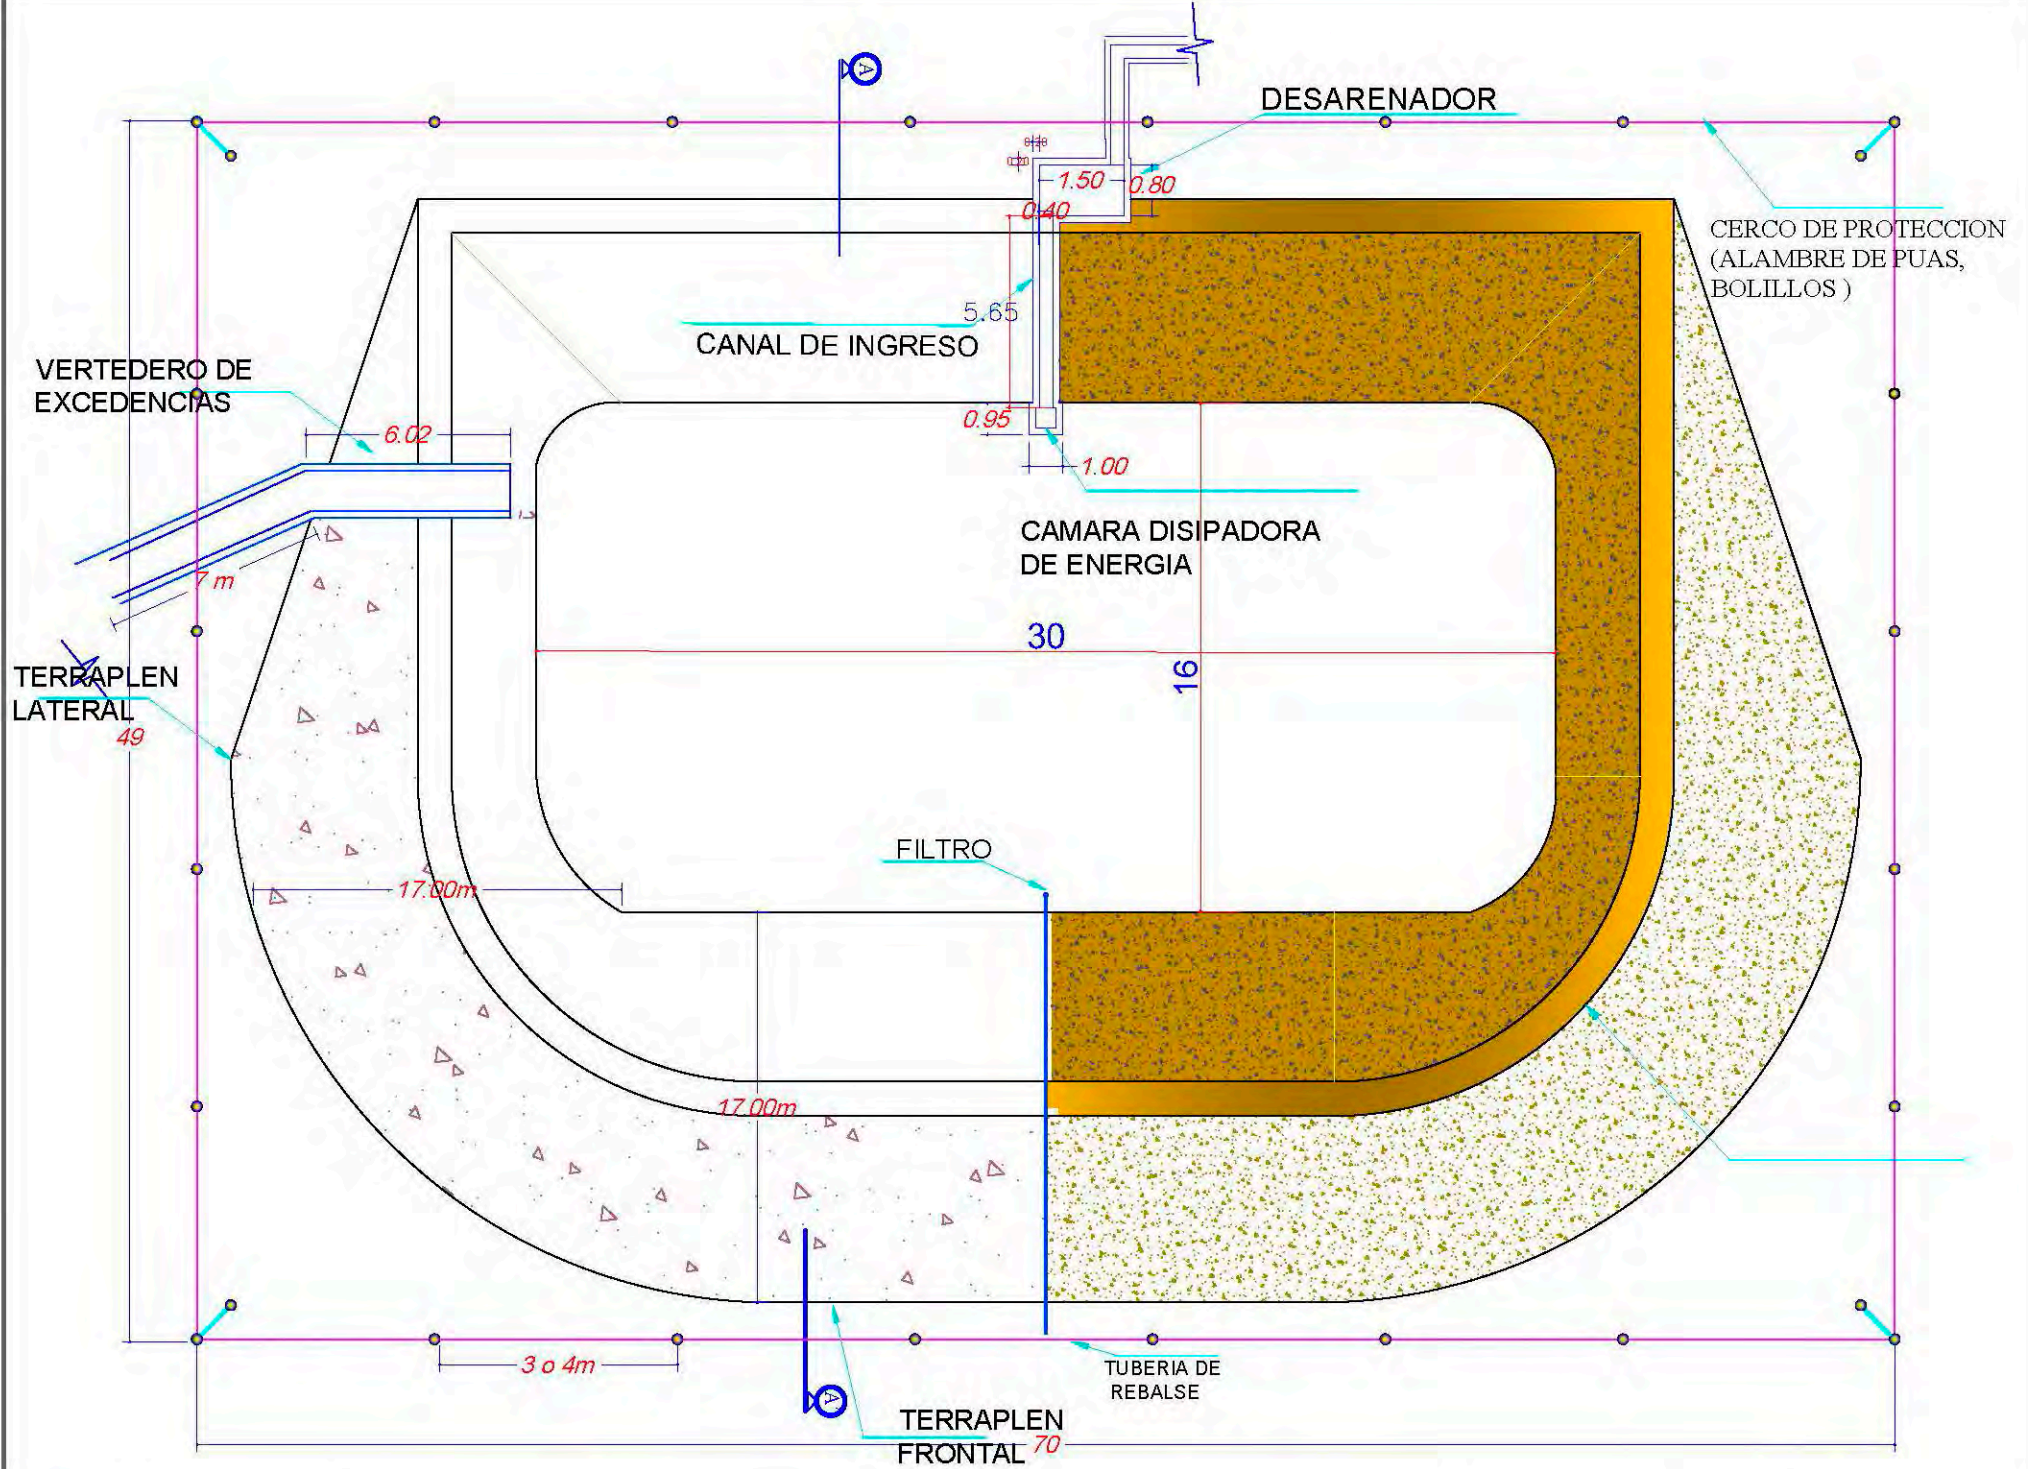 A
DESARENADOR
1.50
0.80
0.40
CERCO DE PROTECCION
(ALAMBRE DE PUAS,
BOLILLOS )
5.65
CANAL DE INGRESO
VERTEDERO DE
EXCEDENCIAS
6.02
0.95
1.00
CAMARA DISIPADORA
DE ENERGIA
7 m
30
16
TERRAPLEN
LATERAL
49
FILTRO
17.00m
17.00m
3 o 4m
TUBERIA DE
REBALSE
A
TERRAPLEN
FRONTAL
70